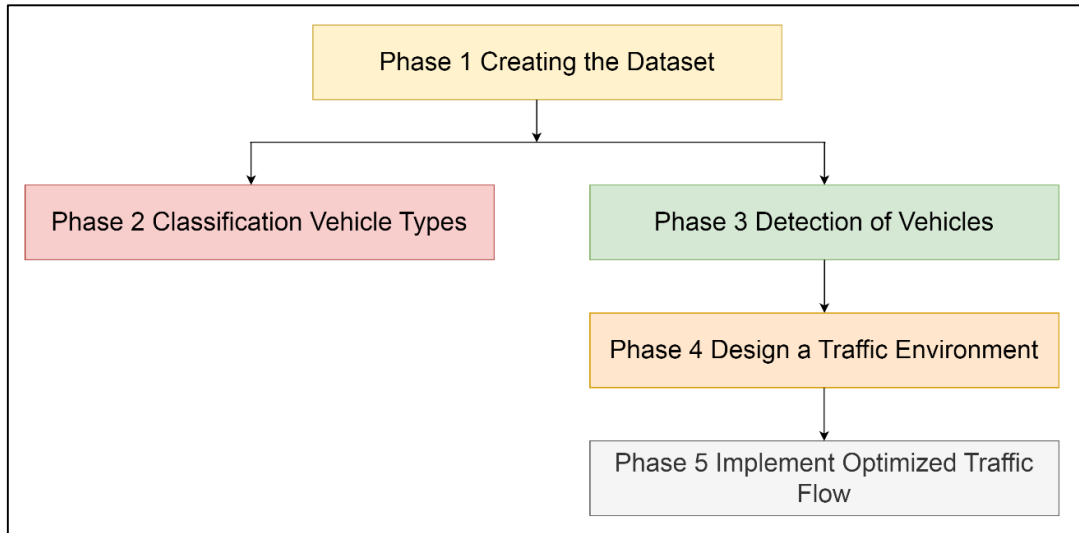 Phase 1 Creating the Dataset
Phase 2 Classification Vehicle Types
Phase 3 Detection of Vehicles
Phase 4 Design a Traffic Environment
Phase 5 Implement Optimized Traffic
Flow